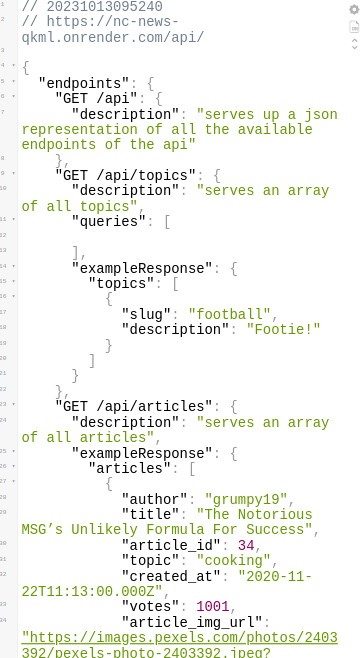 1 // 20231013095240
2 // https://nc-news-
qkml.onrender.com/api/
3
4 {
5 "endpoints": {
6 "GET /api": {
7 "description": "serves up a json
representation of all the available
endpoints of the api"
8 },
9 "GET /api/topics": {
10 "description": "serves an array
of all topics",
11 "queries": [
12
13 ],
14 "exampleResponse": {
15 "topics": [
16 {
17 "slug": "football",
18 "description": "Footie!"
19 }
20 ]
21 }
22 },
23 "GET /api/articles": {
24 "description": "serves an array
of all articles",
25 "exampleResponse": {
26 "articles": [
27 {
28 "author": "grumpy19",
29 "title": "The Notorious
MSG’s Unlikely Formula For Success",
30 "article_id": 34,
31 "topic": "cooking",
32 "created_at": "2020-11-
22T11:13:00.000Z",
33 "votes": 1001,
34 "article_img_url":
"https://images.pexels.com/photos/2403
392/pexels-photo-2403392.jpeg?